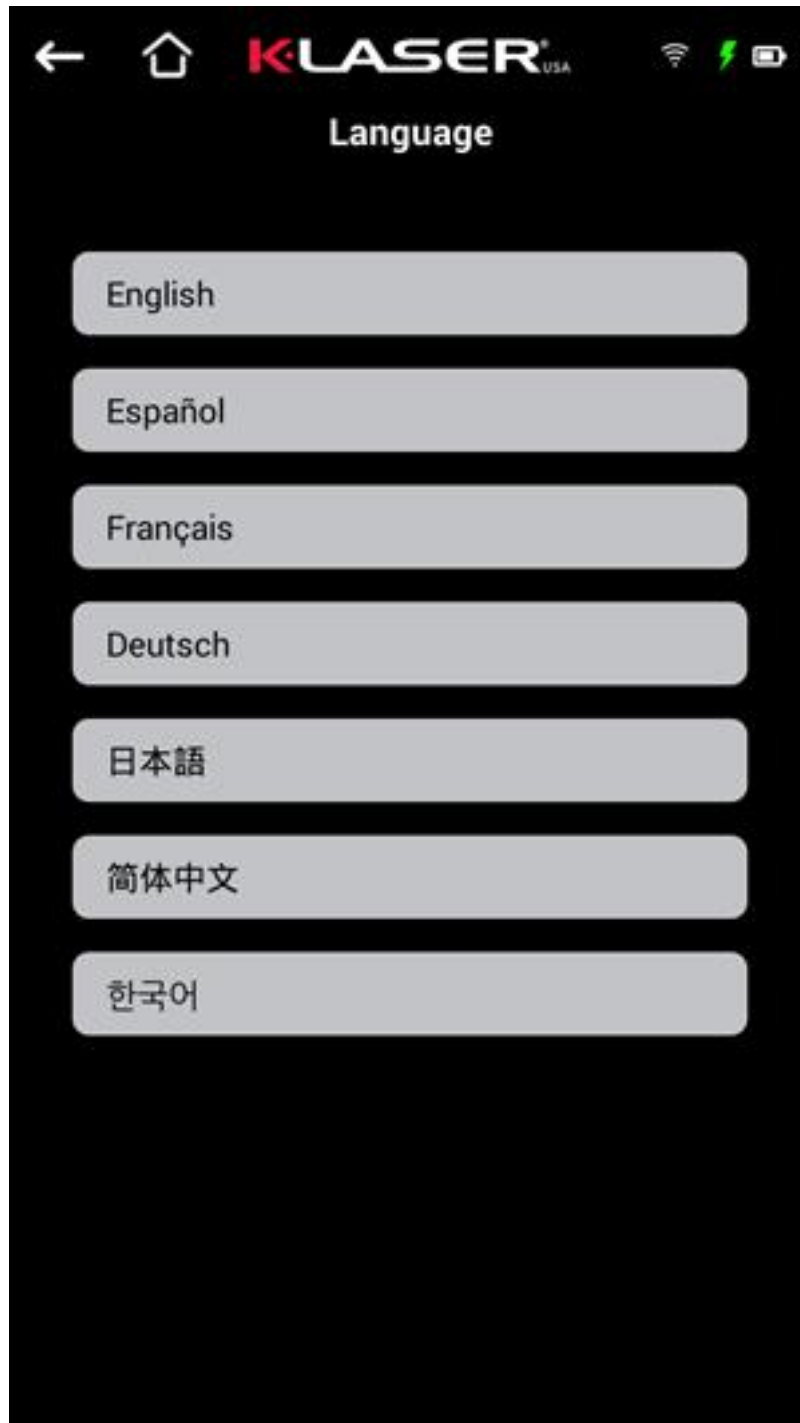 K-LASER® USA
Language
English
Español
Français
Deutsch
日本語
简体中文
한국어